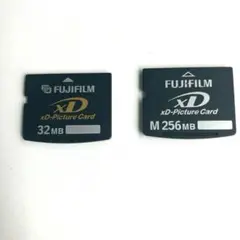 FUJIFILM
xD
xD-Picture Card
32MB
FUJIFILM
xD
xD-Picture Card
M 256MB